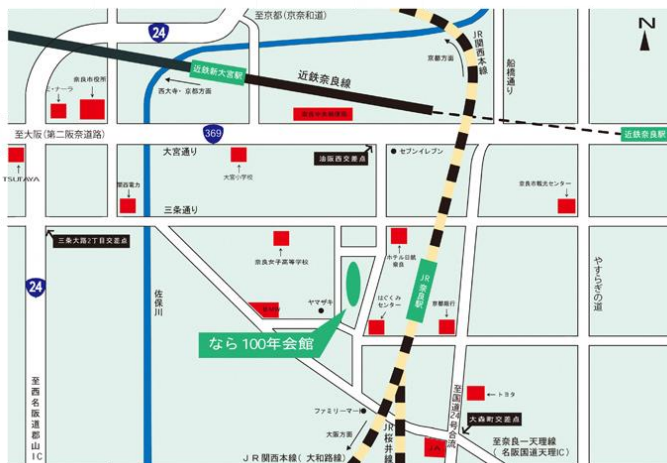 至京都(京奈和道)
24
N
JR関西本線
京都方面
船橋通り
近鉄新大宮駅
近鉄奈良線
西大寺・京都方面
ミ・ナーラ
奈良市役所
至大阪(第二阪奈道路)
369
近鉄奈良駅
大宮通り
油阪西交差点
セブンイレブン
TSUTAYA
大宮小学校
関西電力
奈良市観光センター
三条通り
三条大路2丁目交差点
奈良女子高等学校
ホテル日航
奈良
JR奈良駅
やすらぎの道
24
佐保川
ヤマザキ
はぐくみ
センター
京都銀行
なら100年会館
至西名阪道郡山IC
ファミリーマート
大阪方面
JR桜井線
至国道24号合流
トヨタ
大森町交差点
JA
至奈良―天理線
(名阪国道天理IC)
JR関西本線(大和路線)